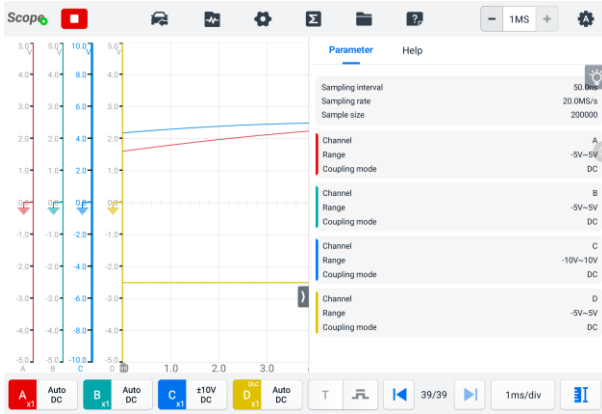 Scope
1MS
Parameter Help
5.0 V 5.0 V 10.0 V 5.0 V
4.0 4.0 8.0 4.0
3.0 3.0 6.0 3.0
2.0 2.0 4.0 2.0
1.0 1.0 2.0 1.0
0.0 0.0 0.0 0.0
-1.0 -1.0 -2.0 -1.0
-2.0 -2.0 -4.0 -2.0
-3.0 -3.0 -6.0 -3.0
-4.0 -4.0 -8.0 -4.0
-5.0 -5.0 -10.0 -5.0
A B C D
1.0 2.0 3.0
Sampling interval 50.0ns
Sampling rate 20.0MS/s
Sample size 200000
Channel A
Range -5V~5V
Coupling mode DC
Channel B
Range -5V~5V
Coupling mode DC
Channel C
Range -10V~10V
Coupling mode DC
Channel D
Range -5V~5V
Coupling mode DC
A x1 Auto DC B x1 Auto DC C x1 ±10V DC DLC D x1 Auto DC T 39/39 1ms/div